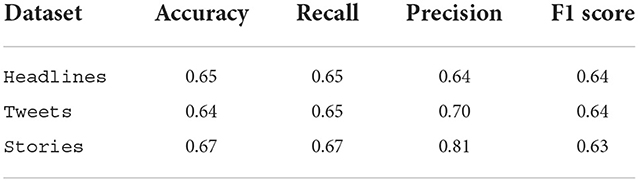 Dataset Accuracy Recall Precision F1 score
Headlines 0.65 0.65 0.64 0.64
Tweets 0.64 0.65 0.70 0.64
Stories 0.67 0.67 0.81 0.63